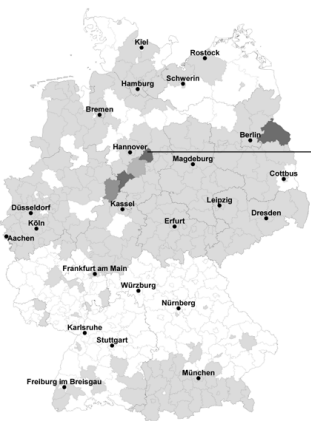 Kiel
Rostock
Schwerin
Hamburg
Bremen
Berlin
Hannover
Magdeburg
Cottbus
Kassel
Leipzig
Düsseldorf
Dresden
Köln
Erfurt
Aachen
Frankfurt am Main
Würzburg
Nürnberg
Karlsruhe
Stuttgart
München
Freiburg im Breisgau